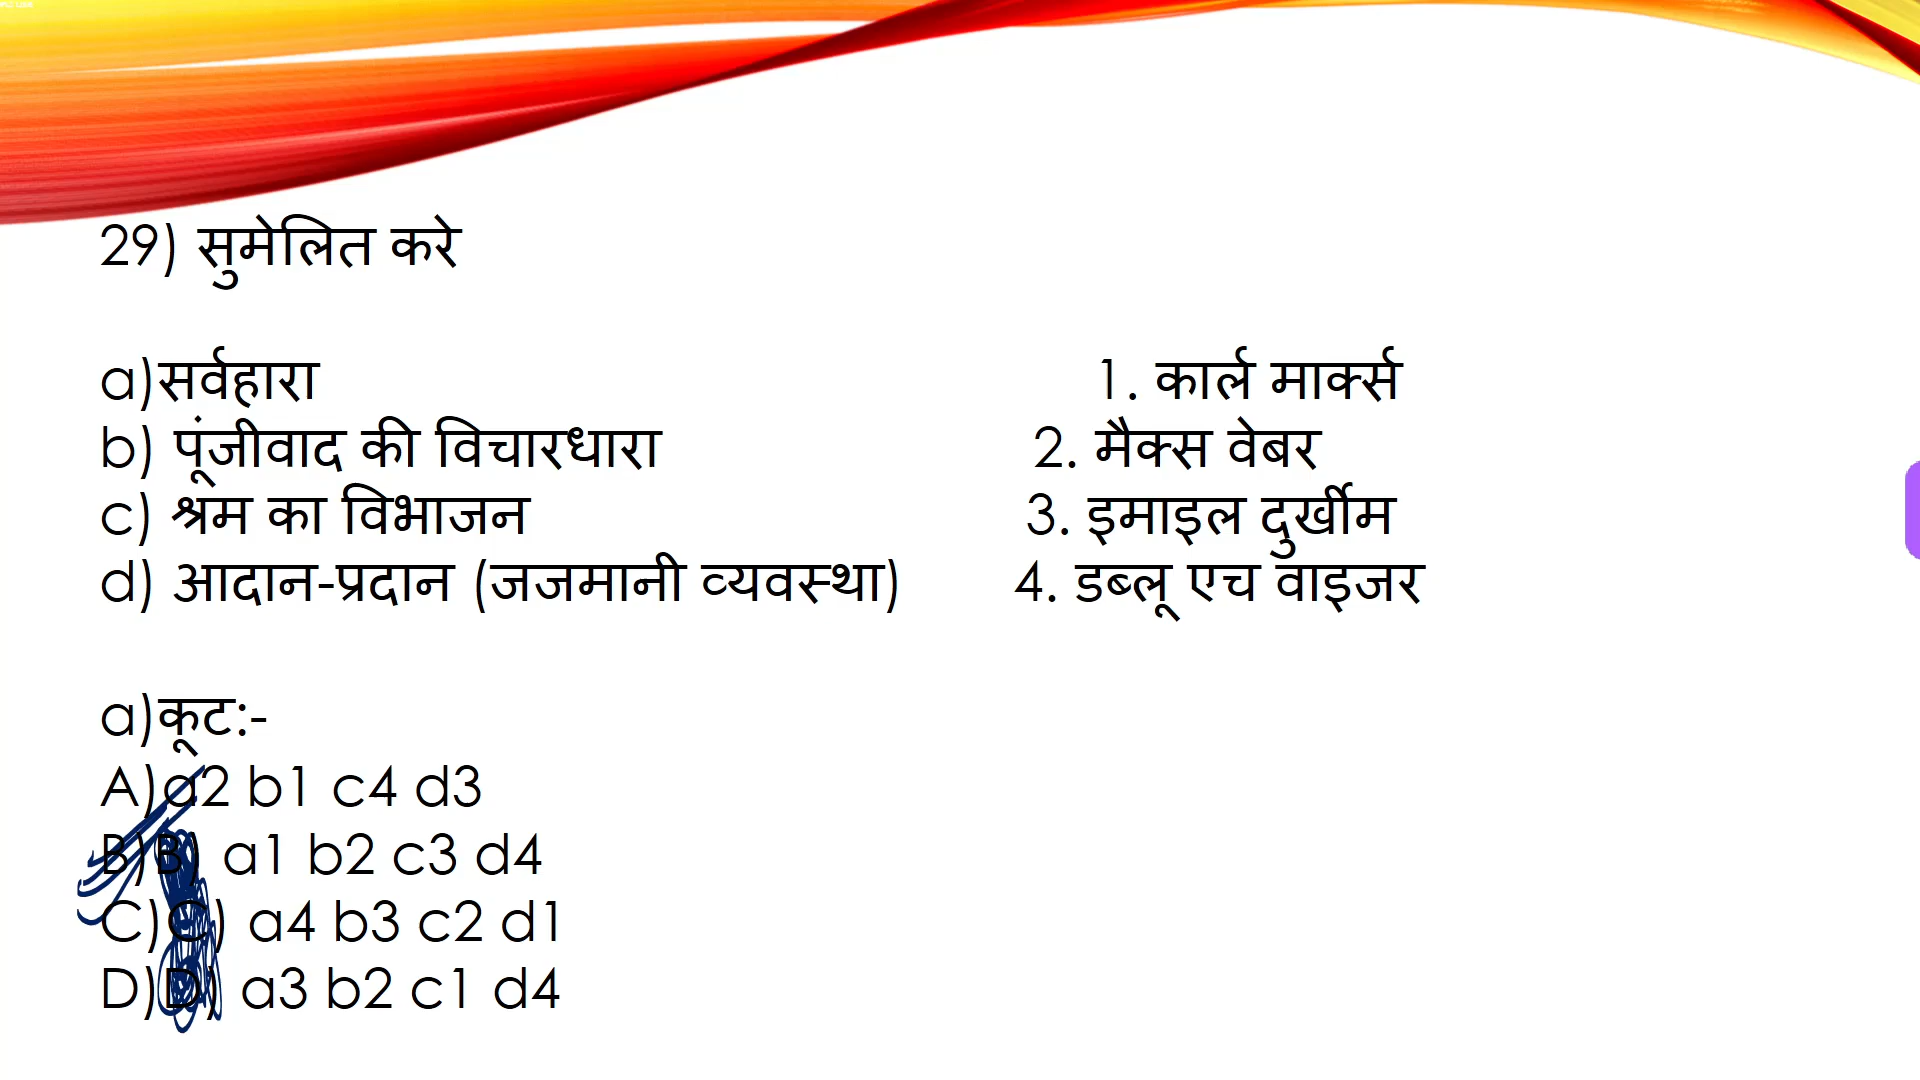 29) सुमेलित करे
a)सर्वहारा 1. कार्ल मार्क्स
b) पूंजीवाद की विचारधारा 2. मैक्स वेबर
c) श्रम का विभाजन 3. इमाइल दुर्खीम
d) आदान-प्रदान (जजमानी व्यवस्था) 4. डब्लू एच वाइजर
a)कूट:-
A)a2 b1 c4 d3
B)B) a1 b2 c3 d4
C)C) a4 b3 c2 d1
D)D) a3 b2 c1 d4